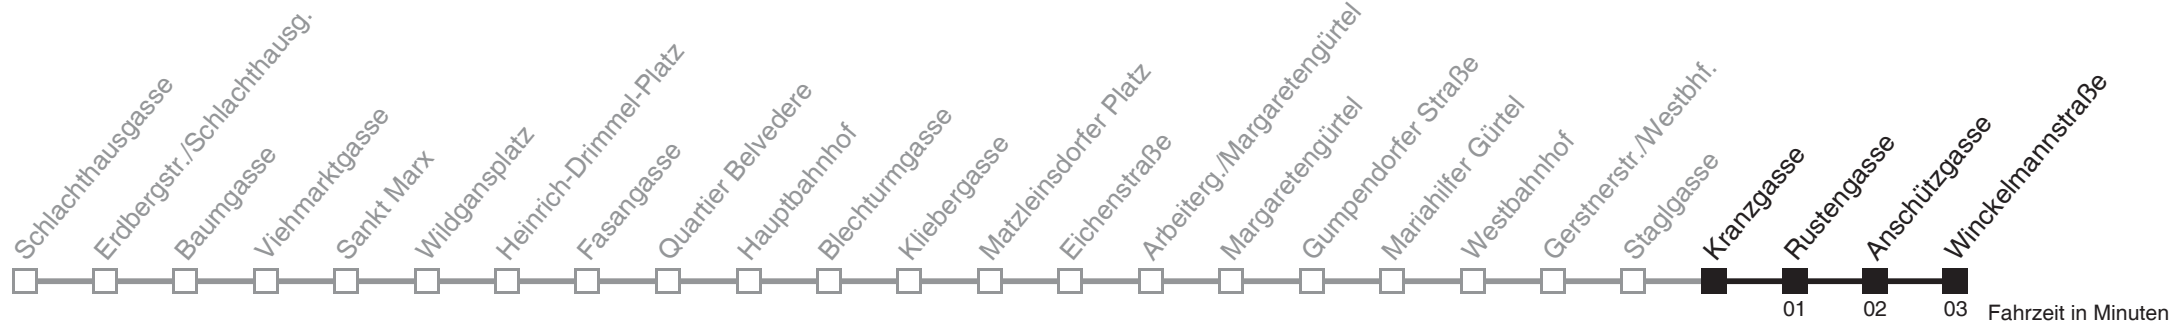 Schlachthausgasse
Erdbergstr./Schlachthausg.
Baumgasse
Viehmarktgasse
Sankt Marx
Wildgansplatz
Heinrich-Drimmel-Platz
Fasangasse
Quartier Belvedere
Hauptbahnhof
Blechturmgasse
Kliebergasse
Matzleinsdorfer Platz
Eichenstraße
Arbeiterg./Margaretengürtel
Margaretengürtel
Gumpendorfer Straße
Mariahilfer Gürtel
Westbahnhof
Gerstnerstr./Westbhf.
Staglgasse
Kranzgasse
Rustengasse
Anschützgasse
Winckelmannstraße
01 02 03 Fahrzeit in Minuten